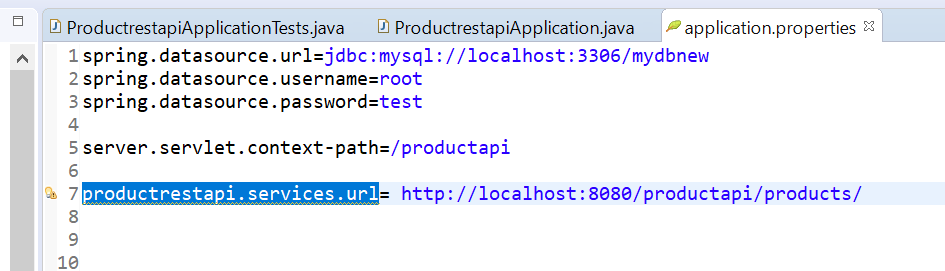 ProductrestapiApplicationTests.java ProductrestapiApplication.java application.properties
1 spring.datasource.url=jdbc:mysql://localhost:3306/mydbnew
2 spring.datasource.username=root
3 spring.datasource.password=test
4
5 server.servlet.context-path=/productapi
6
7 productrestapi.services.url= http://localhost:8080/productapi/products/
8
9
10